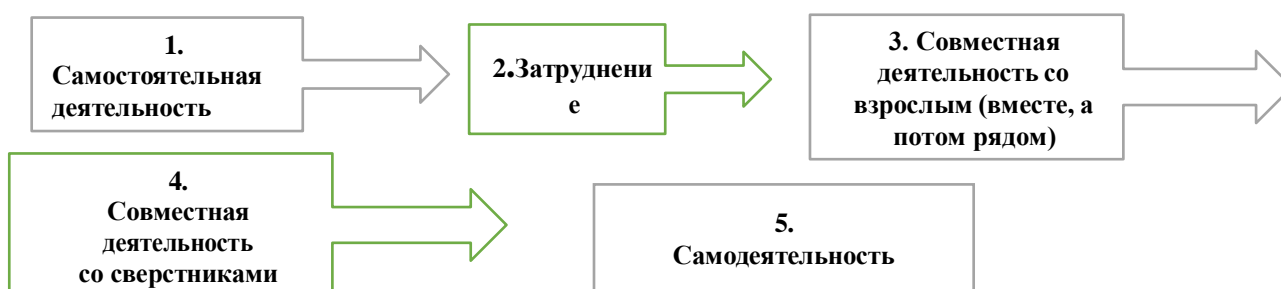 1.
Самостоятельная
деятельность
2.Затруднени
е
3. Совместная
деятельность со
взрослым (вместе, а
потом рядом)
4.
Совместная
деятельность
со сверстниками
5.
Самодеятельность